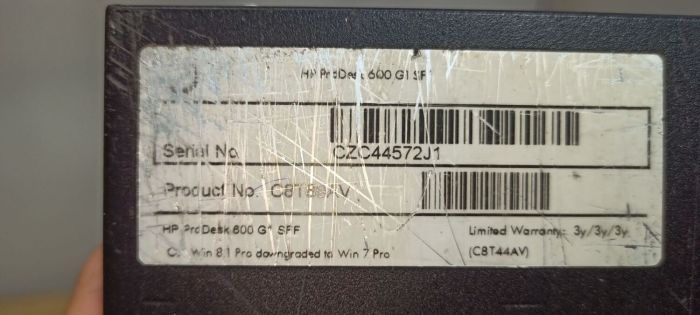 HP ProDesk 600 G1 SFF
Serial No CZC44572J1
Product No.
HP ProDesk 600 G1 SFF
Limited Warranty: 3y/3y/3y
Win 8.1 Pro downgraded to Win 7 Pro
(C8T44AV)